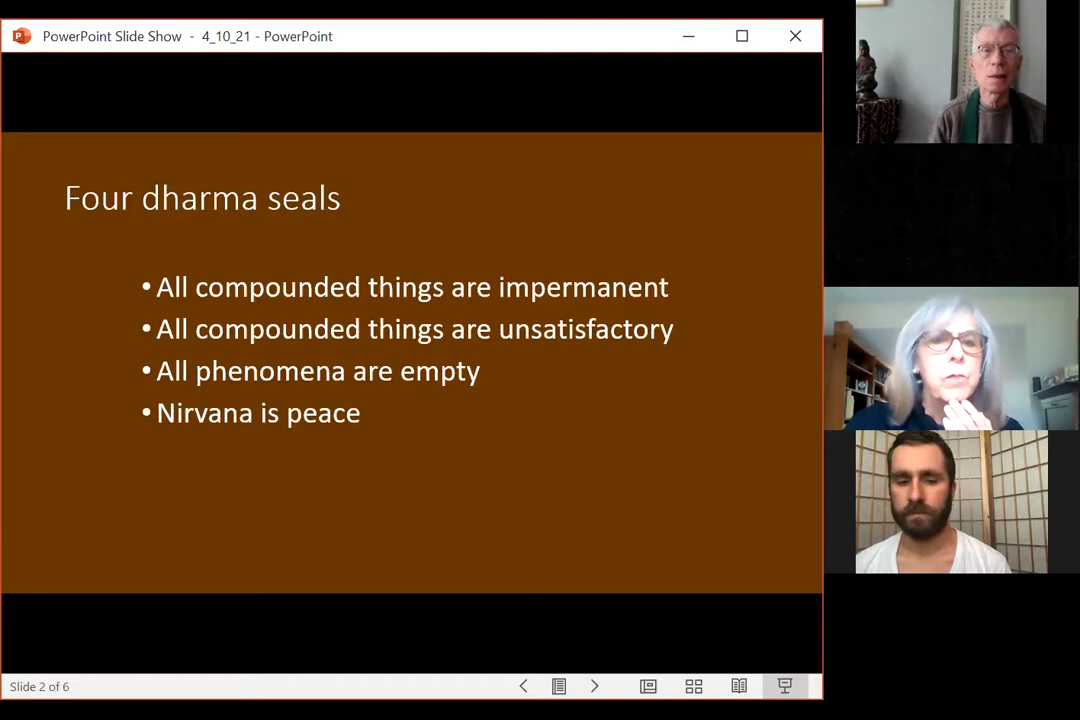 PowerPoint Slide Show - 4_10_21 - PowerPoint
Four dharma seals
• All compounded things are impermanent
• All compounded things are unsatisfactory
• All phenomena are empty
• Nirvana is peace
Slide 2 of 6